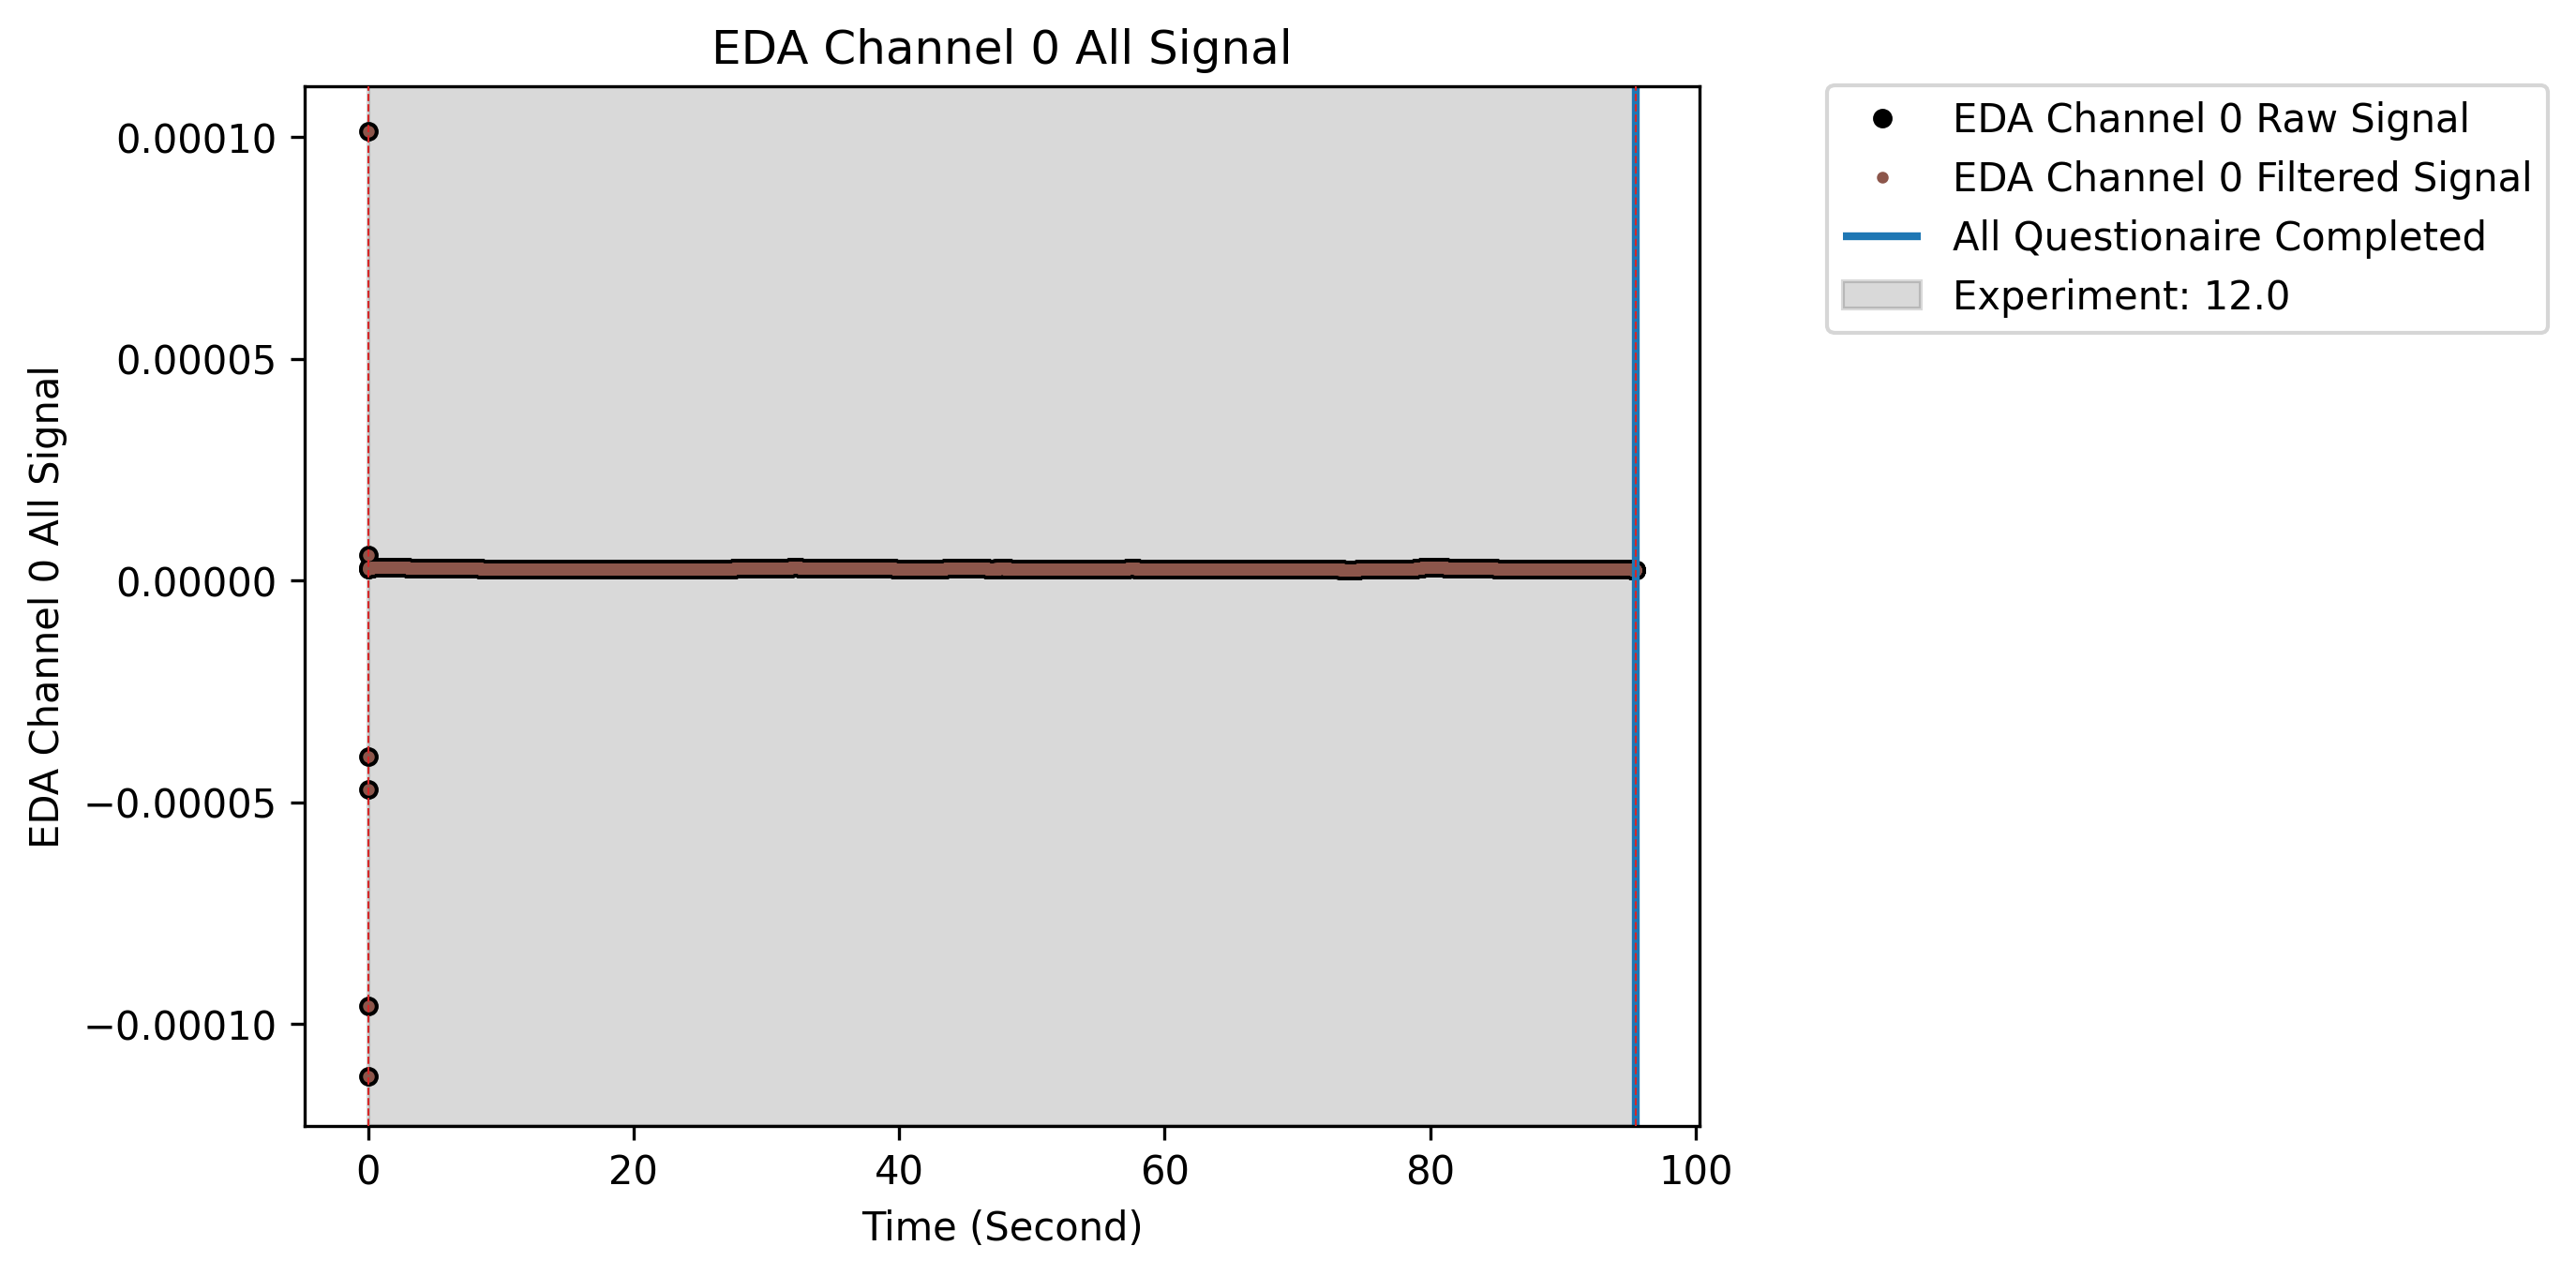 EDA Channel 0 All Signal
EDA Channel 0 Raw Signal
EDA Channel 0 Filtered Signal
All Questionaire Completed
Experiment: 12.0
EDA Channel 0 All Signal
0.00010
0.00005
0.00000
−0.00005
−0.00010
0 20 40 60 80 100
Time (Second)